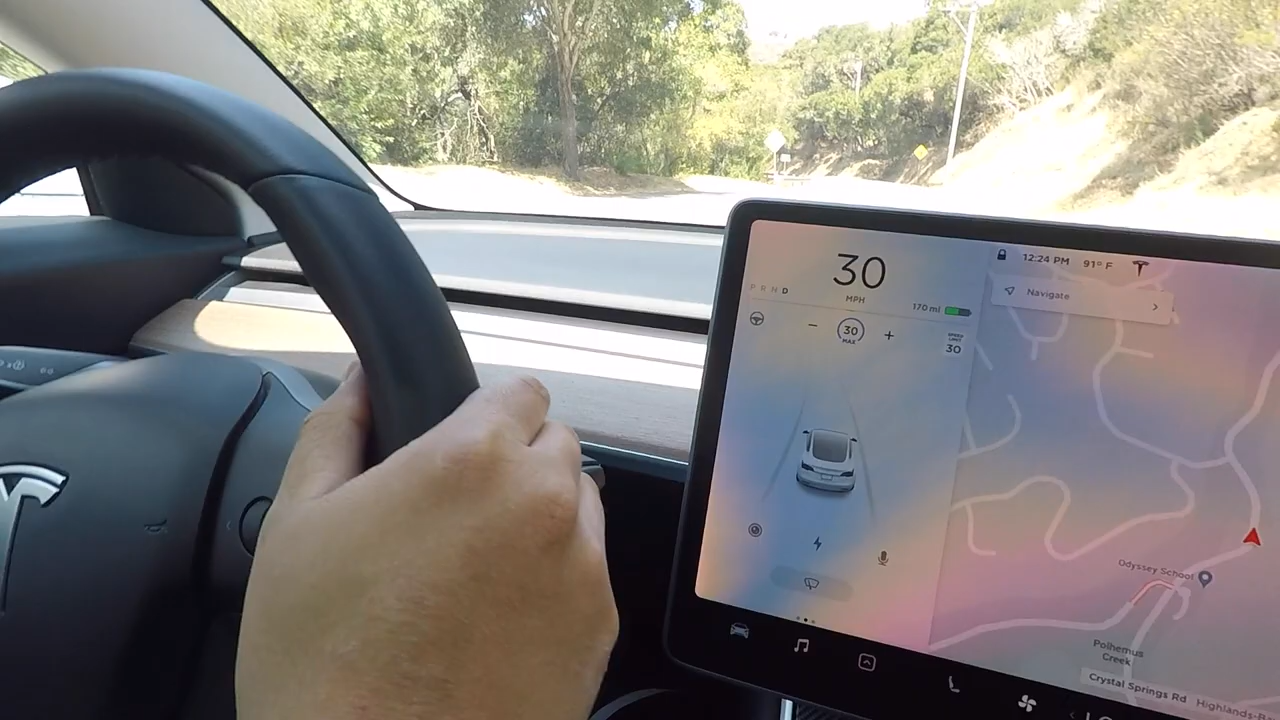 30
MPH
P R N D
170 mi
30
MAX
SPEED
LIMIT
30
12:24 PM 91° F
Navigate
Odyssey School
Polhemus
Creek
Crystal Springs Rd